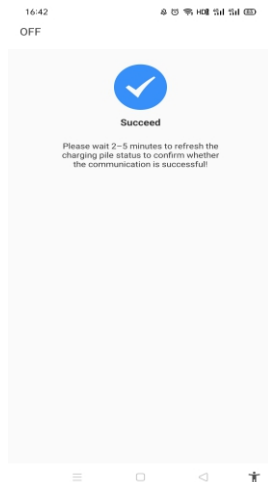 16:42
OFF
Succeed
Please wait 2–5 minutes to refresh the
charging pile status to confirm whether
the communication is successful!